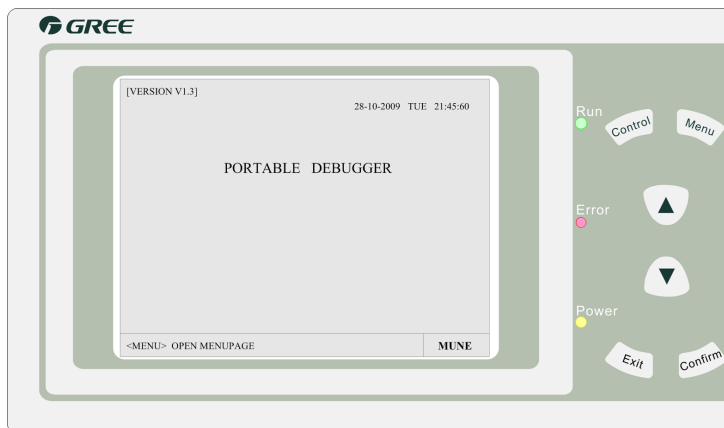 GREE
[VERSION V1.3]
28-10-2009 TUE 21:45:60
PORTABLE DEBUGGER
<MENU> OPEN MENUPAGE
MUNE
Run
Control
Menu
Error
Power
Exit
Confirm